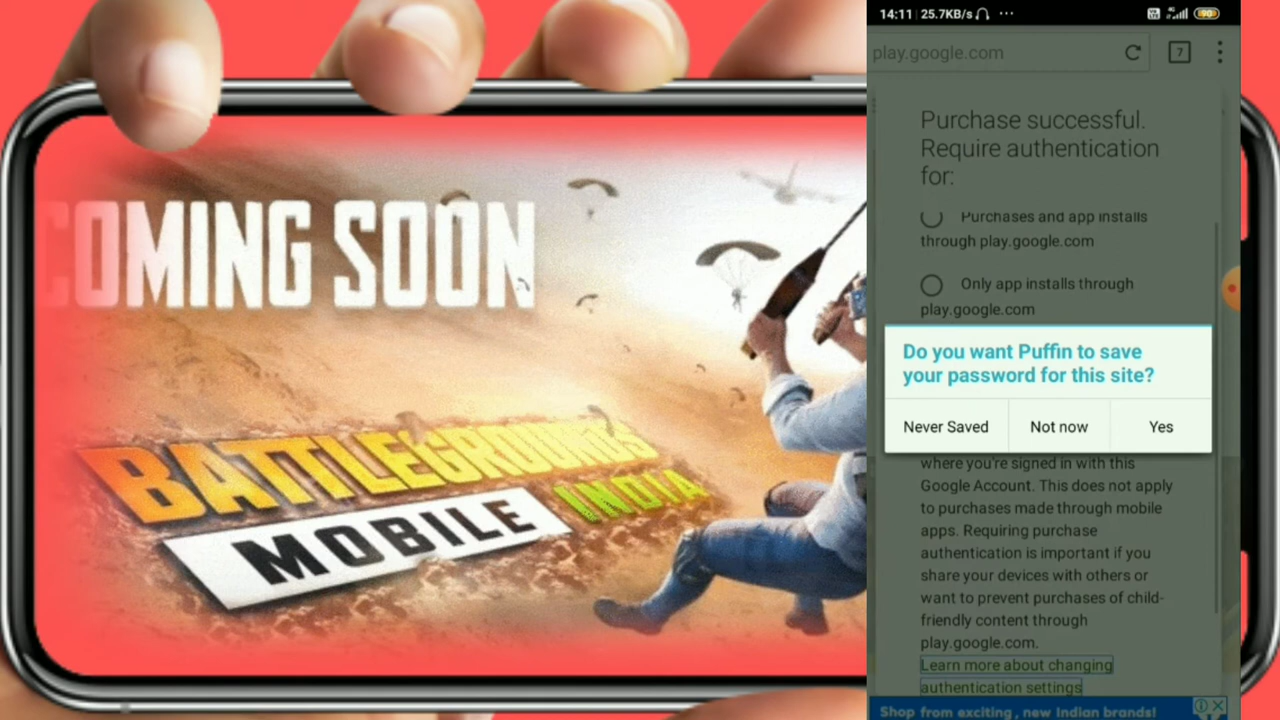 COMING SOON
BATTLEGROUNDS
MOBILE INDIA
14:11 25.7KB/s ...
4G
90
play.google.com
7
Purchase successful.
Require authentication
for:
Purchases and app installs
through play.google.com
Only app installs through
play.google.com
Do you want Puffin to save
your password for this site?
Never Saved
Not now
Yes
where you're signed in with this
Google Account. This does not apply
to purchases made through mobile
apps. Requiring purchase
authentication is important if you
share your devices with others or
want to prevent purchases of child-
friendly content through
play.google.com.
Learn more about changing
authentication settings
Shop from exciting, new Indian brands!